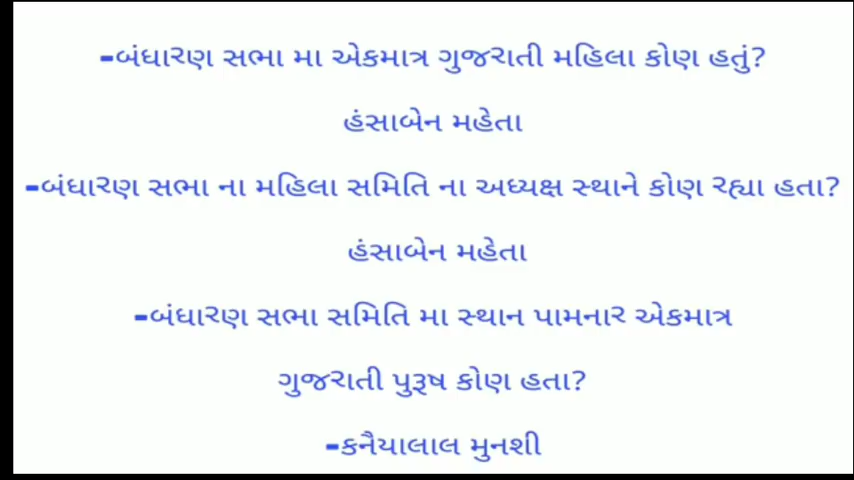 -બંધારણ સભા મા એકમાત્ર ગુજરાતી મહિલા કોણ હતું?
હંસાબેન મહેતા
-બંધારણ સભા ના મહિલા સમિતિ ના અધ્યક્ષ સ્થાને કોણ રહ્યા હતા?
હંસાબેન મહેતા
-બંધારણ સભા સમિતિ મા સ્થાન પામનાર એકમાત્ર
ગુજરાતી પુરૂષ કોણ હતા?
-કનૈયાલાલ મુનશી